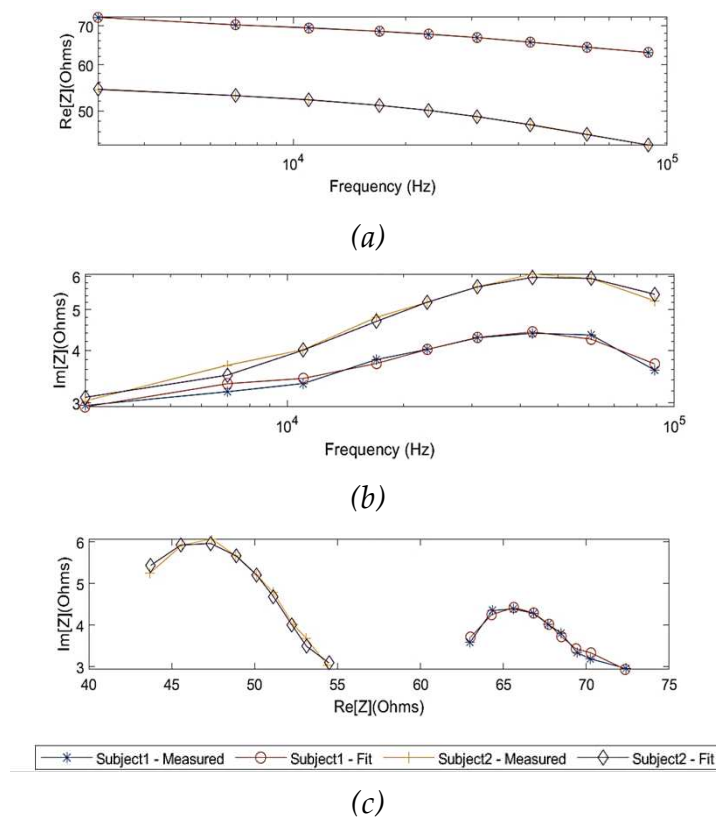 70
60
50
Re[Z](Ohms)
10^4
10^5
Frequency (Hz)
(a)
6
5
4
3
Im[Z](Ohms)
10^4
10^5
Frequency (Hz)
(b)
6
5
4
3
Im[Z](Ohms)
40 45 50 55 60 65 70 75
Re[Z](Ohms)
Subject1 - Measured Subject1 - Fit Subject2 - Measured Subject2 - Fit
(c)